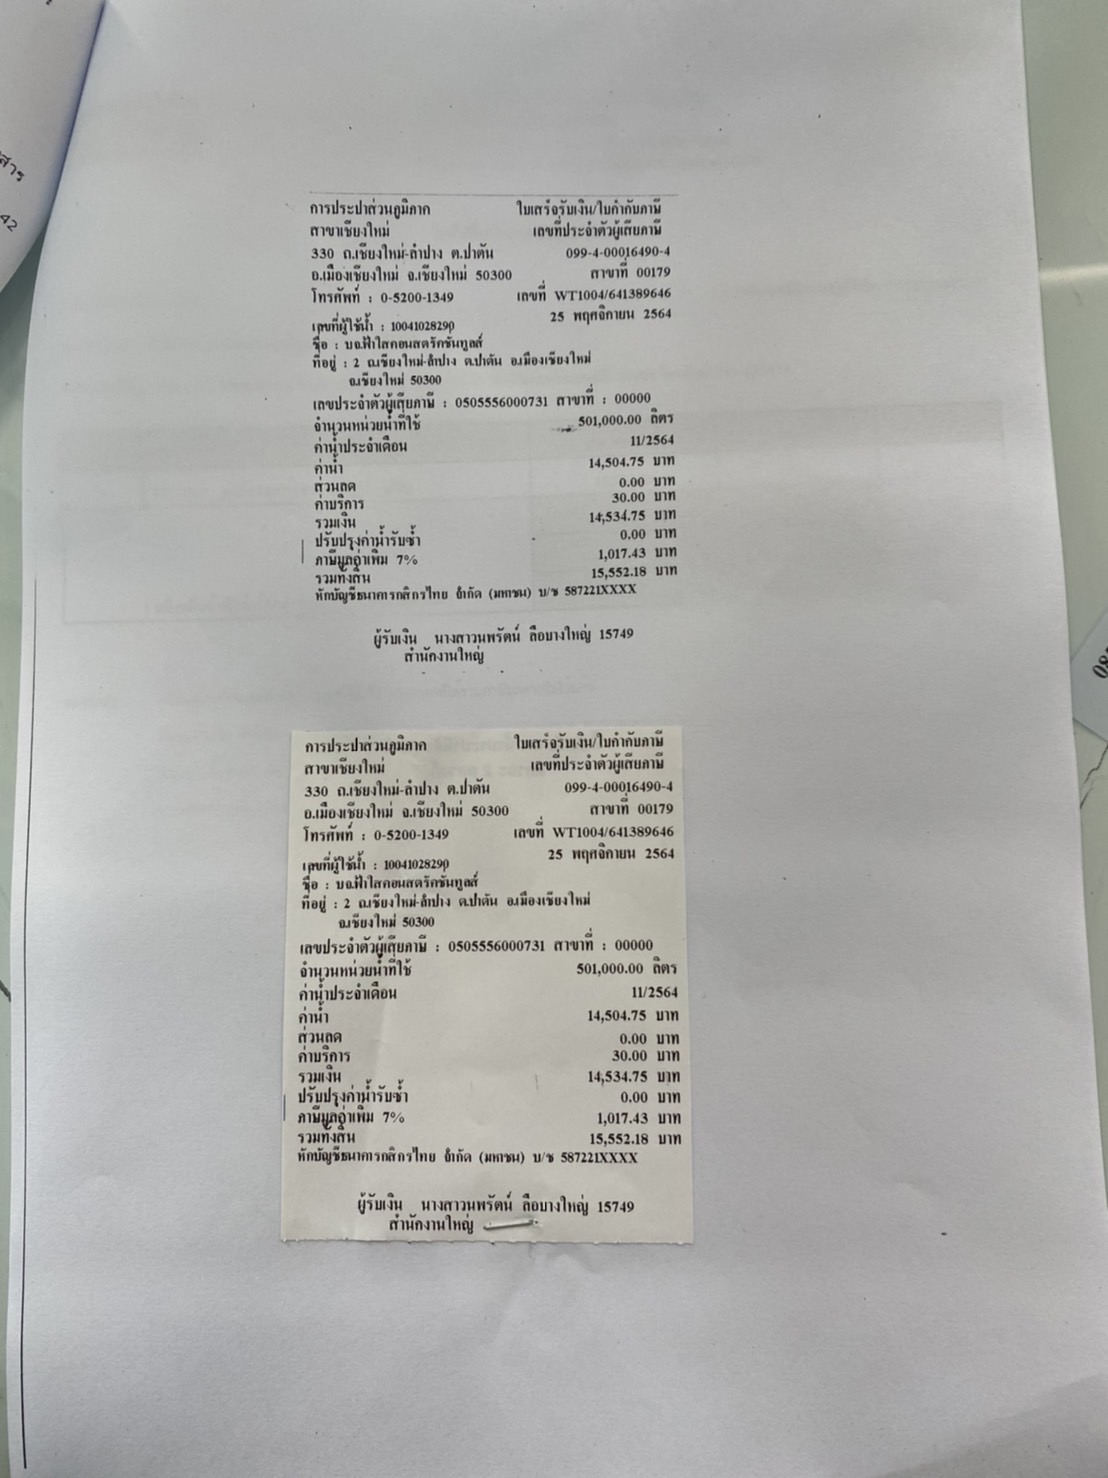 สาร
42
การประปาส่วนภูมิภาค ใบเสร็จรับเงิน/ใบกำกับภาษี
สาขาเชียงใหม่ เลขที่ประจำตัวผู้เสียภาษี
330 ถ.เชียงใหม่-ลำปาง ต.ป่าตัน 099-4-00016490-4
อ.เมืองเชียงใหม่ จ.เชียงใหม่ 50300 สาขาที่ 00179
โทรศัพท์ : 0-5200-1349 เลขที่ WT1004/641389646
25 พฤศจิกายน 2564
เลขที่ผู้ใช้น้ำ : 10041028290
ชื่อ : บจ.ฟ้าใสคอนสตรัคชั่นทูลส์
ที่อยู่ : 2 ถ.เชียงใหม่-ลำปาง ต.ป่าตัน อ.เมืองเชียงใหม่
จ.เชียงใหม่ 50300
เลขประจำตัวผู้เสียภาษี : 0505556000731 สาขาที่ : 00000
จำนวนหน่วยน้ำที่ใช้ 501,000.00 ลิตร
ค่าน้ำประจำเดือน 11/2564
ค่าน้ำ 14,504.75 บาท
ส่วนลด 0.00 บาท
ค่าบริการ 30.00 บาท
รวมเงิน 14,534.75 บาท
ปรับปรุงค่าน้ำรับซ้ำ 0.00 บาท
ภาษีมูลค่าเพิ่ม 7% 1,017.43 บาท
รวมทั้งสิ้น 15,552.18 บาท
หักบัญชีธนาคารกสิกรไทย จำกัด (มหาชน) บ/ช 587221XXXX
ผู้รับเงิน นางสาวนพรัตน์ ลือบางใหญ่ 15749
สำนักงานใหญ่
การประปาส่วนภูมิภาค ใบเสร็จรับเงิน/ใบกำกับภาษี
สาขาเชียงใหม่ เลขที่ประจำตัวผู้เสียภาษี
330 ถ.เชียงใหม่-ลำปาง ต.ป่าตัน 099-4-00016490-4
อ.เมืองเชียงใหม่ จ.เชียงใหม่ 50300 สาขาที่ 00179
โทรศัพท์ : 0-5200-1349 เลขที่ WT1004/641389646
25 พฤศจิกายน 2564
เลขที่ผู้ใช้น้ำ : 10041028290
ชื่อ : บจ.ฟ้าใสคอนสตรัคชั่นทูลส์
ที่อยู่ : 2 ถ.เชียงใหม่-ลำปาง ต.ป่าตัน อ.เมืองเชียงใหม่
จ.เชียงใหม่ 50300
เลขประจำตัวผู้เสียภาษี : 0505556000731 สาขาที่ : 00000
จำนวนหน่วยน้ำที่ใช้ 501,000.00 ลิตร
ค่าน้ำประจำเดือน 11/2564
ค่าน้ำ 14,504.75 บาท
ส่วนลด 0.00 บาท
ค่าบริการ 30.00 บาท
รวมเงิน 14,534.75 บาท
ปรับปรุงค่าน้ำรับซ้ำ 0.00 บาท
ภาษีมูลค่าเพิ่ม 7% 1,017.43 บาท
รวมทั้งสิ้น 15,552.18 บาท
หักบัญชีธนาคารกสิกรไทย จำกัด (มหาชน) บ/ช 587221XXXX
ผู้รับเงิน นางสาวนพรัตน์ ลือบางใหญ่ 15749
สำนักงานใหญ่